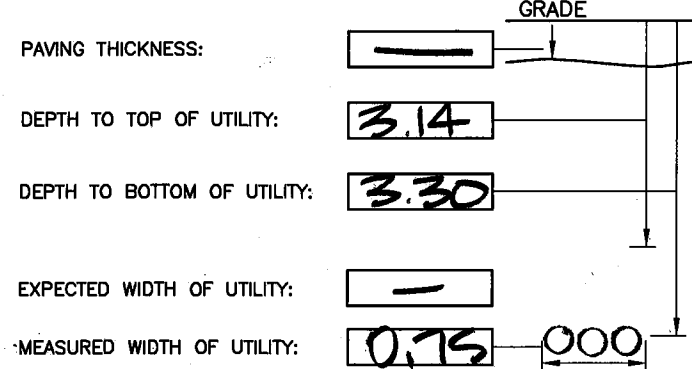 GRADE
PAVING THICKNESS: —
DEPTH TO TOP OF UTILITY: 3.14
DEPTH TO BOTTOM OF UTILITY: 3.30
EXPECTED WIDTH OF UTILITY: —
MEASURED WIDTH OF UTILITY: 0.75